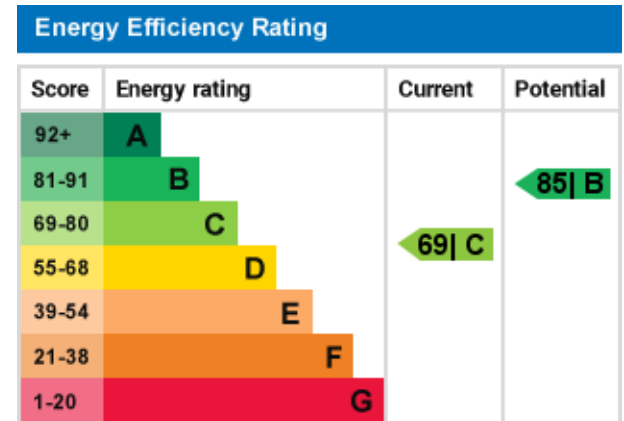 Energy Efficiency Rating
Score Energy rating Current Potential
92+ A
81-91 B 85| B
69-80 C 69| C
55-68 D
39-54 E
21-38 F
1-20 G